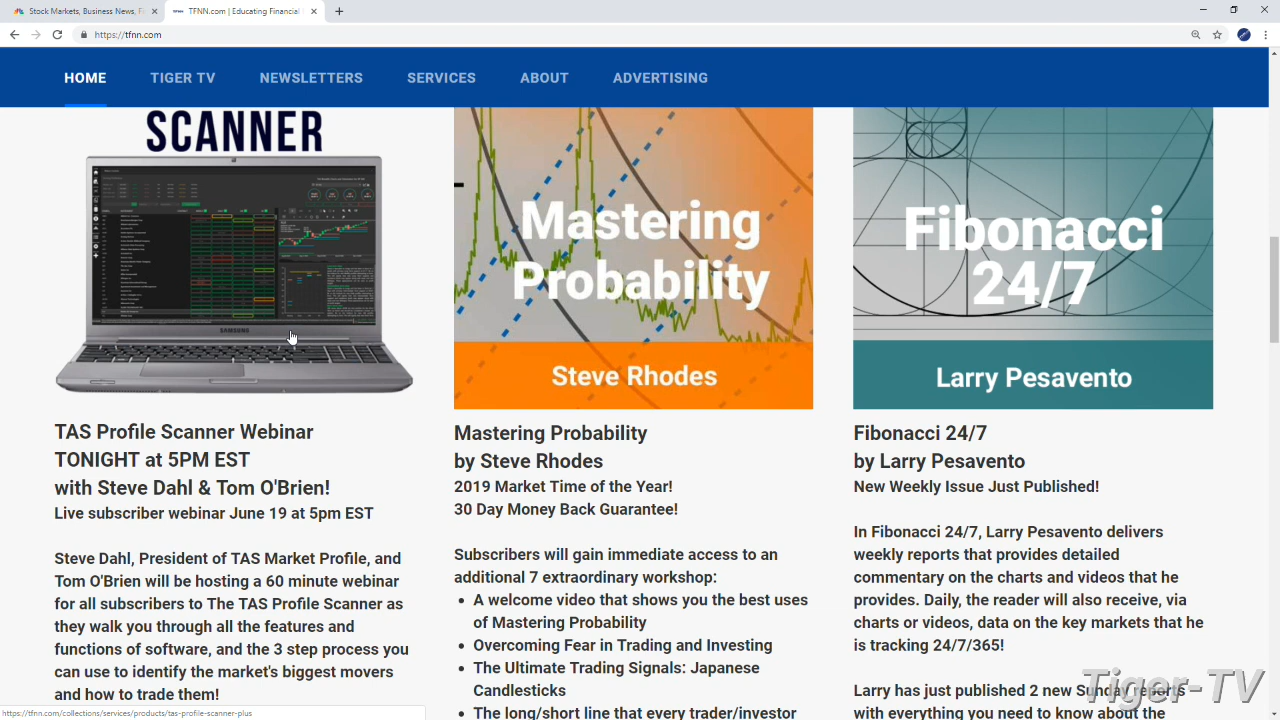 Stock Markets, Business News, Fi
TFNN.com | Educating Financial
https://tfnn.com
HOME
TIGER TV
NEWSLETTERS
SERVICES
ABOUT
ADVERTISING
SCANNER
SAMSUNG
Mastering
Probability
Steve Rhodes
Fibonacci
24/7
Larry Pesavento
TAS Profile Scanner Webinar
TONIGHT at 5PM EST
with Steve Dahl & Tom O'Brien!
Live subscriber webinar June 19 at 5pm EST
Steve Dahl, President of TAS Market Profile, and
Tom O'Brien will be hosting a 60 minute webinar
for all subscribers to The TAS Profile Scanner as
they walk you through all the features and
functions of software, and the 3 step process you
can use to identify the market's biggest movers
and how to trade them!
Mastering Probability
by Steve Rhodes
2019 Market Time of the Year!
30 Day Money Back Guarantee!
Subscribers will gain immediate access to an
additional 7 extraordinary workshop:
• A welcome video that shows you the best uses
of Mastering Probability
• Overcoming Fear in Trading and Investing
• The Ultimate Trading Signals: Japanese
Candlesticks
• The long/short line that every trader/investor
Fibonacci 24/7
by Larry Pesavento
New Weekly Issue Just Published!
In Fibonacci 24/7, Larry Pesavento delivers
weekly reports that provides detailed
commentary on the charts and videos that he
provides. Daily, the reader will also receive, via
charts or videos, data on the key markets that he
is tracking 24/7/365!
Larry has just published 2 new Sunday reports
with everything you need to know about the
Tiger-TV
https://tfnn.com/collections/services/products/tas-profile-scanner-plus